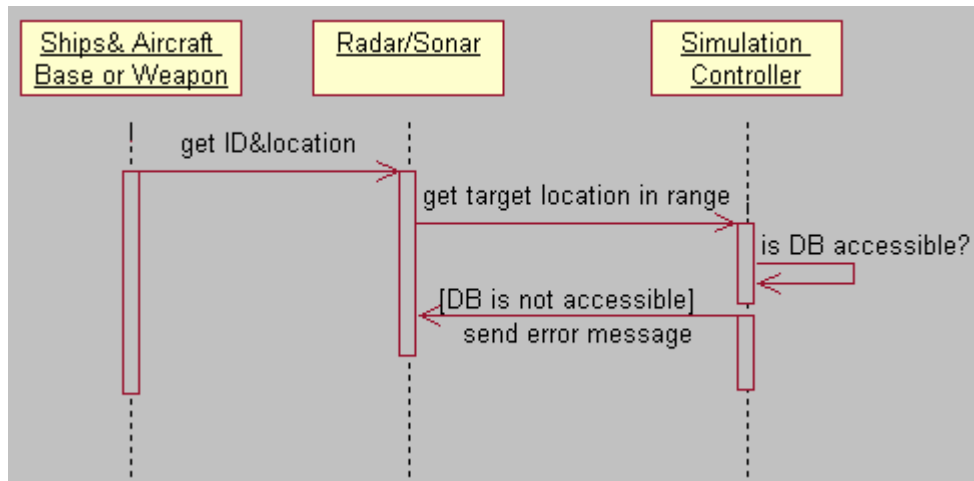 Ships& Aircraft
Base or Weapon
Radar/Sonar
Simulation
Controller
get ID&location
get target location in range
is DB accessible?
[DB is not accessible]
send error message